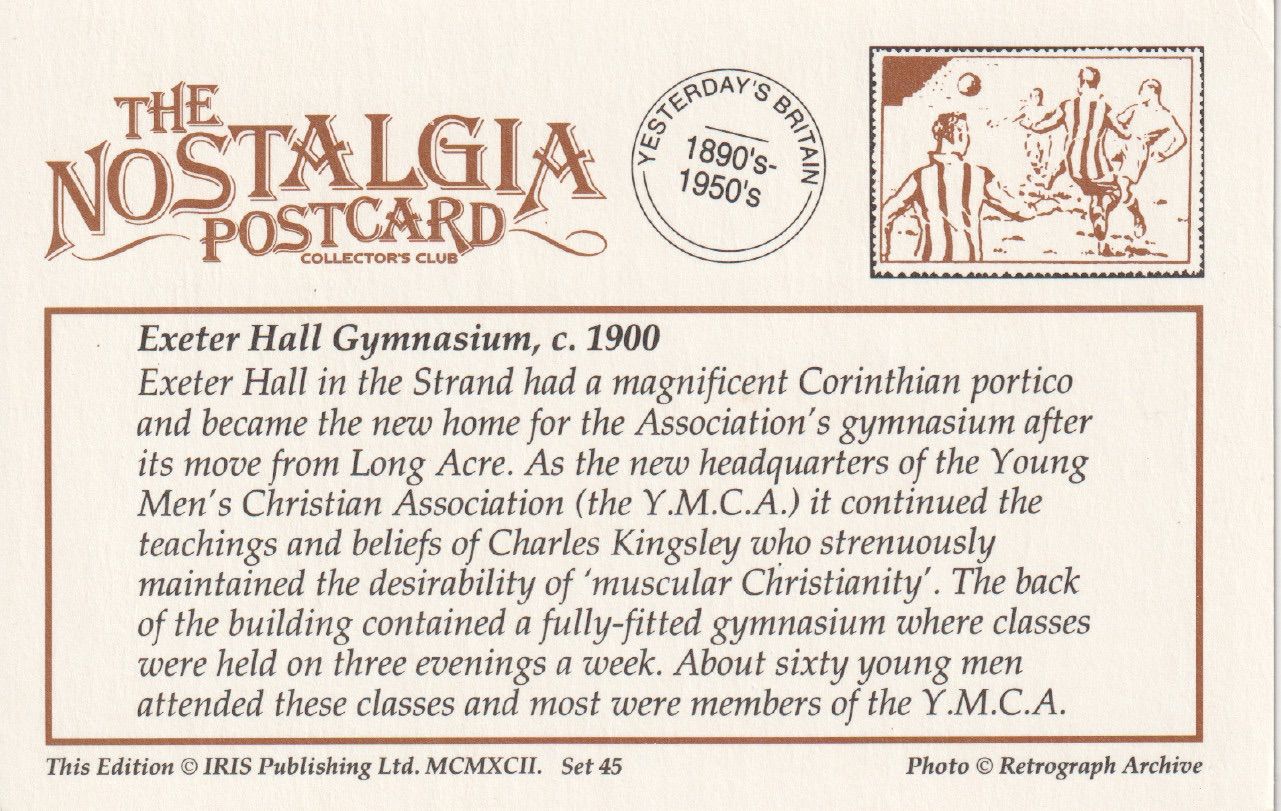 THE
NOSTALGIA
POSTCARD
COLLECTOR'S CLUB
YESTERDAY'S BRITAIN
1890's-
1950's
Exeter Hall Gymnasium, c. 1900
Exeter Hall in the Strand had a magnificent Corinthian portico
and became the new home for the Association's gymnasium after
its move from Long Acre. As the new headquarters of the Young
Men's Christian Association (the Y.M.C.A.) it continued the
teachings and beliefs of Charles Kingsley who strenuously
maintained the desirability of 'muscular Christianity'. The back
of the building contained a fully-fitted gymnasium where classes
were held on three evenings a week. About sixty young men
attended these classes and most were members of the Y.M.C.A.
This Edition © IRIS Publishing Ltd. MCMXCII. Set 45
Photo © Retrograph Archive